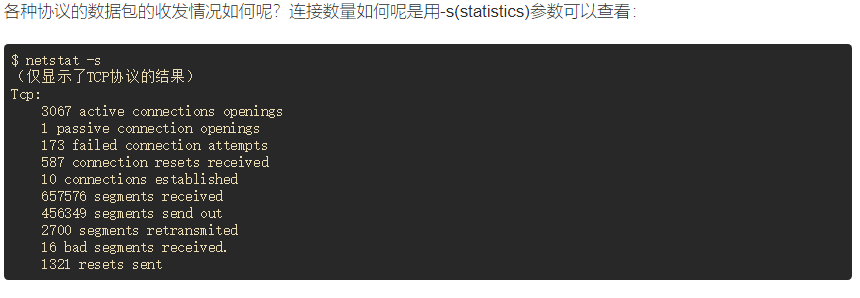 各种协议的数据包的收发情况如何呢？连接数量如何呢是用-s(statistics)参数可以查看：
$ netstat -s
（仅显示了TCP协议的结果）
Tcp:
    3067 active connections openings
    1 passive connection openings
    173 failed connection attempts
    587 connection resets received
    10 connections established
    657576 segments received
    456349 segments send out
    2700 segments retransmited
    16 bad segments received.
    1321 resets sent